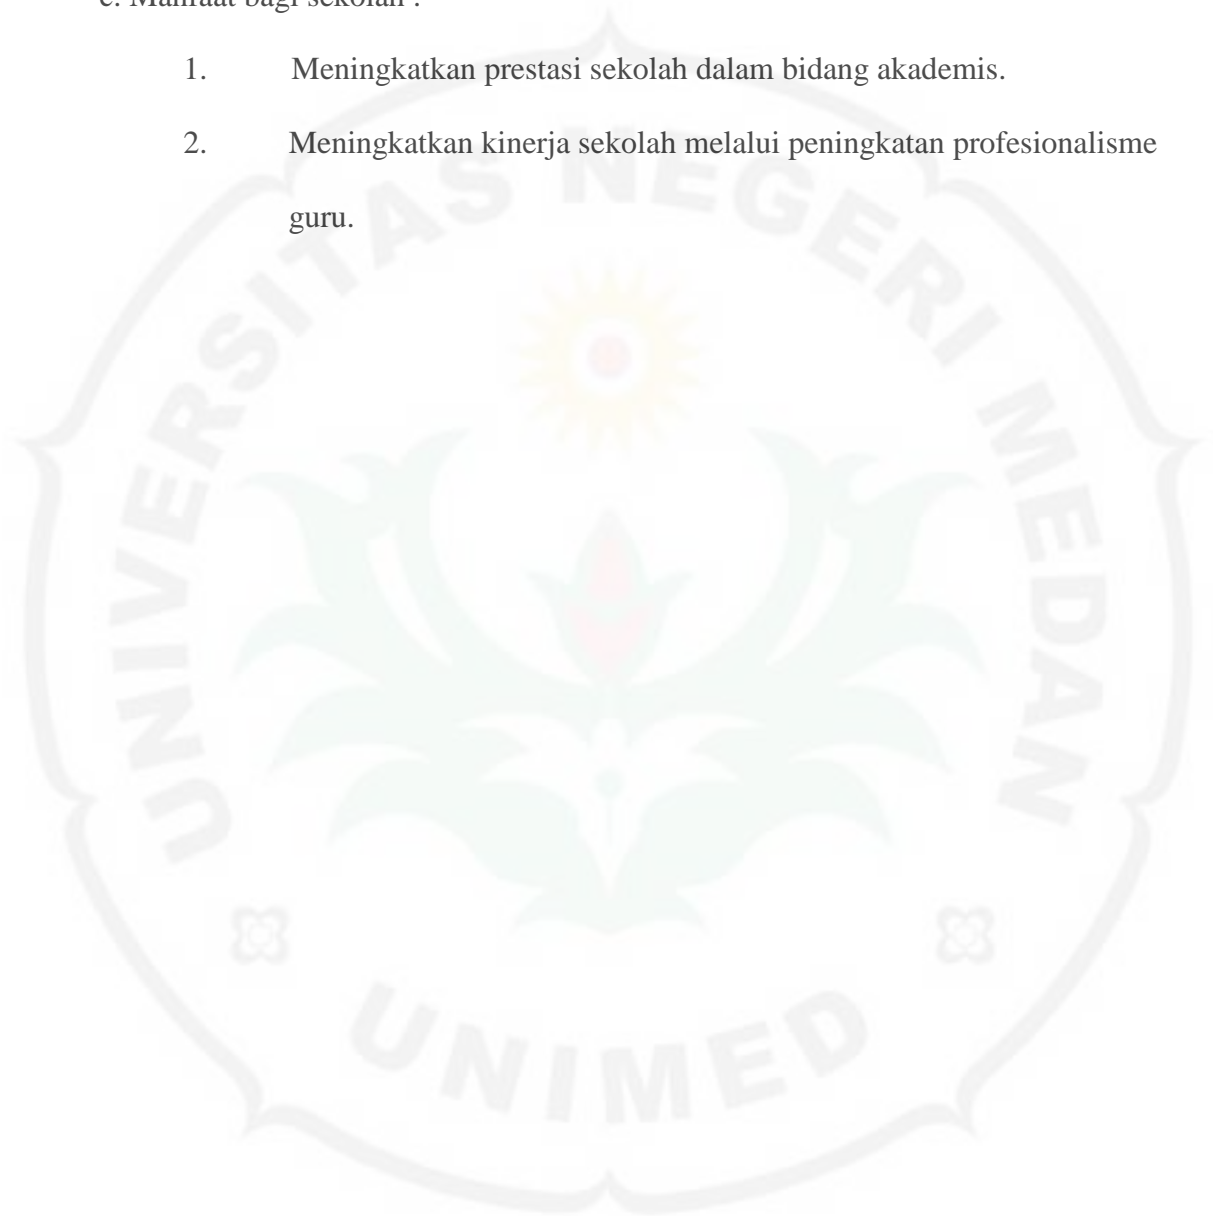 c. Manfaat bagi sekolah :
1. Meningkatkan prestasi sekolah dalam bidang akademis.
2. Meningkatkan kinerja sekolah melalui peningkatan profesionalisme
guru.
UNIVERSITAS NEGERI MEDAN
UNIMED